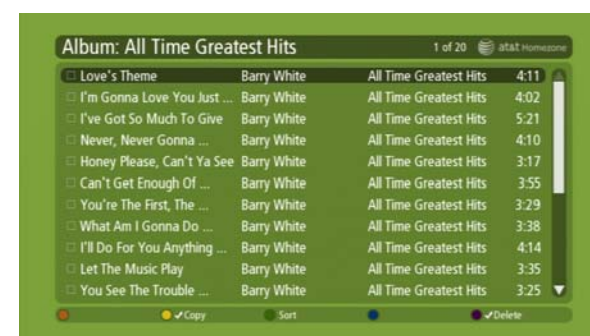 Album: All Time Greatest Hits 1 of 20 at&t Homezone
Love's Theme Barry White All Time Greatest Hits 4:11
I'm Gonna Love You Just ... Barry White All Time Greatest Hits 4:02
I've Got So Much To Give Barry White All Time Greatest Hits 5:21
Never, Never Gonna ... Barry White All Time Greatest Hits 4:10
Honey Please, Can't Ya See Barry White All Time Greatest Hits 3:17
Can't Get Enough Of ... Barry White All Time Greatest Hits 3:55
You're The First, The ... Barry White All Time Greatest Hits 3:29
What Am I Gonna Do ... Barry White All Time Greatest Hits 3:38
I'll Do For You Anything ... Barry White All Time Greatest Hits 4:14
Let The Music Play Barry White All Time Greatest Hits 3:35
You See The Trouble ... Barry White All Time Greatest Hits 3:25
✓Copy Sort ✓Delete